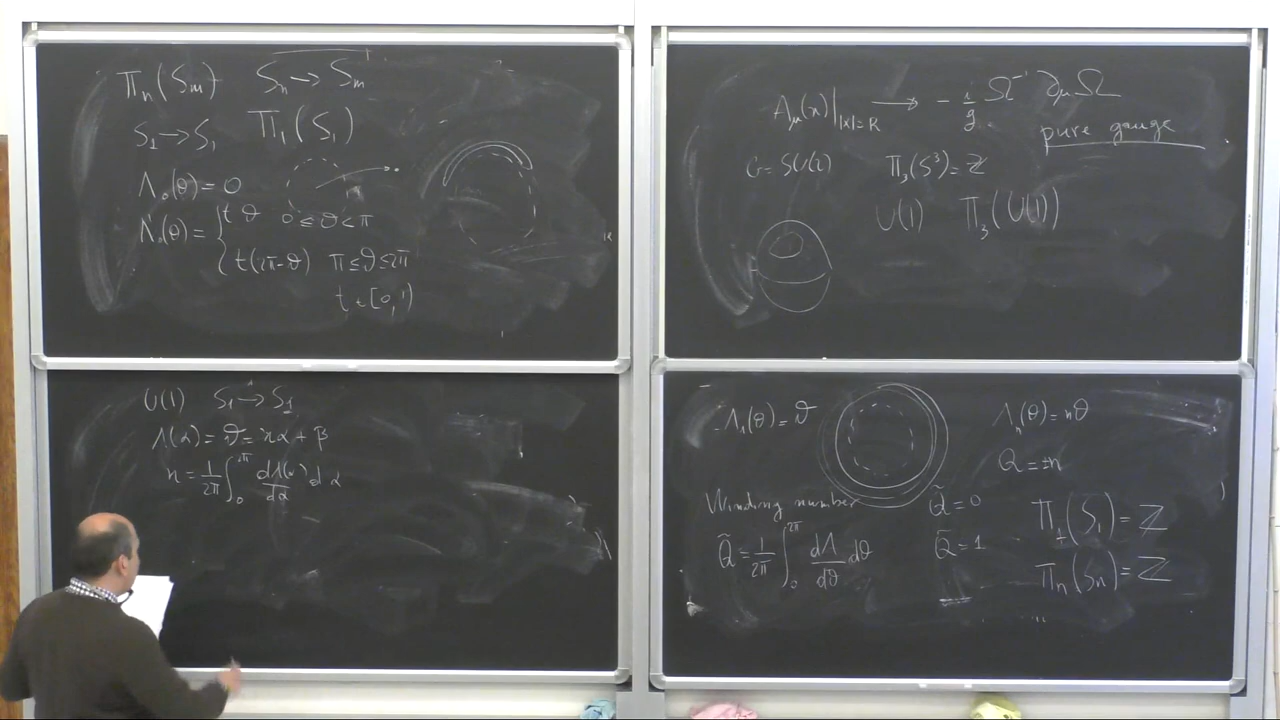 Π_n(S_m)   S_n → S_m
S_1 → S_1   Π_1(S_1)
Λ_0(θ) = 0
Λ_0(θ) = { t θ   0 ≤ θ < π
t(2π-θ)   π ≤ θ ≤ 2π
t ∈ [0,1)
U(1)   S_1 → S_1
Λ(α) = θ = nα + β
n = 1/2π ∫_0^{2π} dΛ(α)/dα dα
A_μ(x)|_{|x|=R} → - i/g Ω^{-1} ∂_μ Ω
pure gauge
G = SU(2)   Π_3(S^3) = ℤ
U(1)   Π_3(U(1))
Λ_1(θ) = θ   Λ_n(θ) = nθ
Q = ±n
Winding number   Q̃ = 0   Π_1(S_1) = ℤ
Q̃ = 1/2π ∫_0^{2π} dΛ/dθ dθ   Q̃ = 1   Π_n(S_n) = ℤ